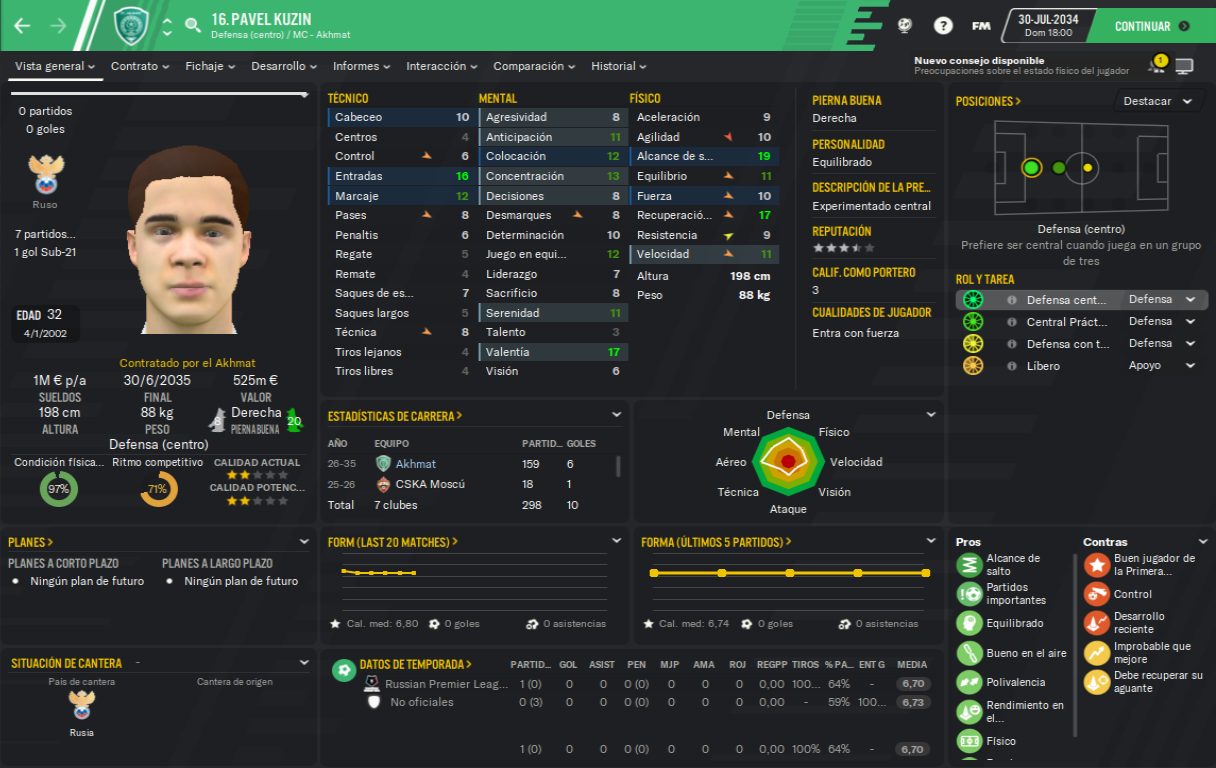 16. PAVEL KUZIN
Defensa (centro) / MC - Akhmat
FM
30-JUL-2034
Dom 18:00
CONTINUAR
Vista general Contrato Fichaje Desarrollo Informes Interacción Comparación Historial
Nuevo consejo disponible
Preocupaciones sobre el estado físico del jugador
1
0 partidos
0 goles
Ruso
7 partidos...
1 gol Sub-21
EDAD 32
4/1/2002
Contratado por el Akhmat
1M € p/a 30/6/2035 525m €
SUELDOS FINAL VALOR
198 cm 88 kg 8 Derecha 20
ALTURA PESO PIERNA BUENA
Defensa (centro)
Condición física... Ritmo competitivo CALIDAD ACTUAL
97% 71%
CALIDAD POTENC...
TÉCNICO
Cabeceo 10
Centros 4
Control 6
Entradas 16
Marcaje 12
Pases 8
Penaltis 6
Regate 5
Remate 4
Saques de es... 7
Saques largos 5
Técnica 8
Tiros lejanos 4
Tiros libres 4
MENTAL
Agresividad 8
Anticipación 11
Colocación 12
Concentración 13
Decisiones 8
Desmarques 8
Determinación 10
Juego en equi... 12
Liderazgo 7
Sacrificio 8
Serenidad 11
Talento 3
Valentía 17
Visión 6
FÍSICO
Aceleración 9
Agilidad 10
Alcance de s... 19
Equilibrio 11
Fuerza 10
Recuperació... 17
Resistencia 9
Velocidad 11
Altura 198 cm
Peso 88 kg
PIERNA BUENA
Derecha
PERSONALIDAD
Equilibrado
DESCRIPCIÓN DE LA PRE...
Experimentado central
REPUTACIÓN
CALIF. COMO PORTERO
3
CUALIDADES DE JUGADOR
Entra con fuerza
POSICIONES >
Destacar
Defensa (centro)
Prefiere ser central cuando juega en un grupo
de tres
ROL Y TAREA
Defensa cent... Defensa
Central Práct... Defensa
Defensa con t... Defensa
Líbero Apoyo
ESTADÍSTICAS DE CARRERA >
AÑO EQUIPO PARTID... GOLES
26-35 Akhmat 159 6
25-26 CSKA Moscú 18 1
Total 7 clubes 298 10
Defensa
Mental Físico
Aéreo Velocidad
Técnica Visión
Ataque
PLANES >
PLANES A CORTO PLAZO PLANES A LARGO PLAZO
Ningún plan de futuro Ningún plan de futuro
FORM (LAST 20 MATCHES) >
Cal. med: 6,80 0 goles 0 asistencias
FORMA (ÚLTIMOS 5 PARTIDOS) >
Cal. med: 6,74 0 goles 0 asistencias
Pros
Alcance de
salto
Partidos
importantes
Equilibrado
Bueno en el aire
Polivalencia
Rendimiento en
el...
Físico
Contras
Buen jugador de
la Primera...
Control
Desarrollo
reciente
Improbable que
mejore
Debe recuperar su
aguante
SITUACIÓN DE CANTERA -
País de cantera Cantera de origen
Rusia
DATOS DE TEMPORADA > PARTID... GOL ASIST PEN MJP AMA ROJ REGPP TIROS % PA... ENT G MEDIA
Russian Premier Leag... 1 (0) 0 0 0 (0) 0 0 0 0,00 100... 64% - 6,70
No oficiales 0 (3) 0 0 0 (0) 0 0 0 0,00 - 59% 100... 6,73
1 (0) 0 0 0 (0) 0 0 0 0,00 100% 64% - 6,70